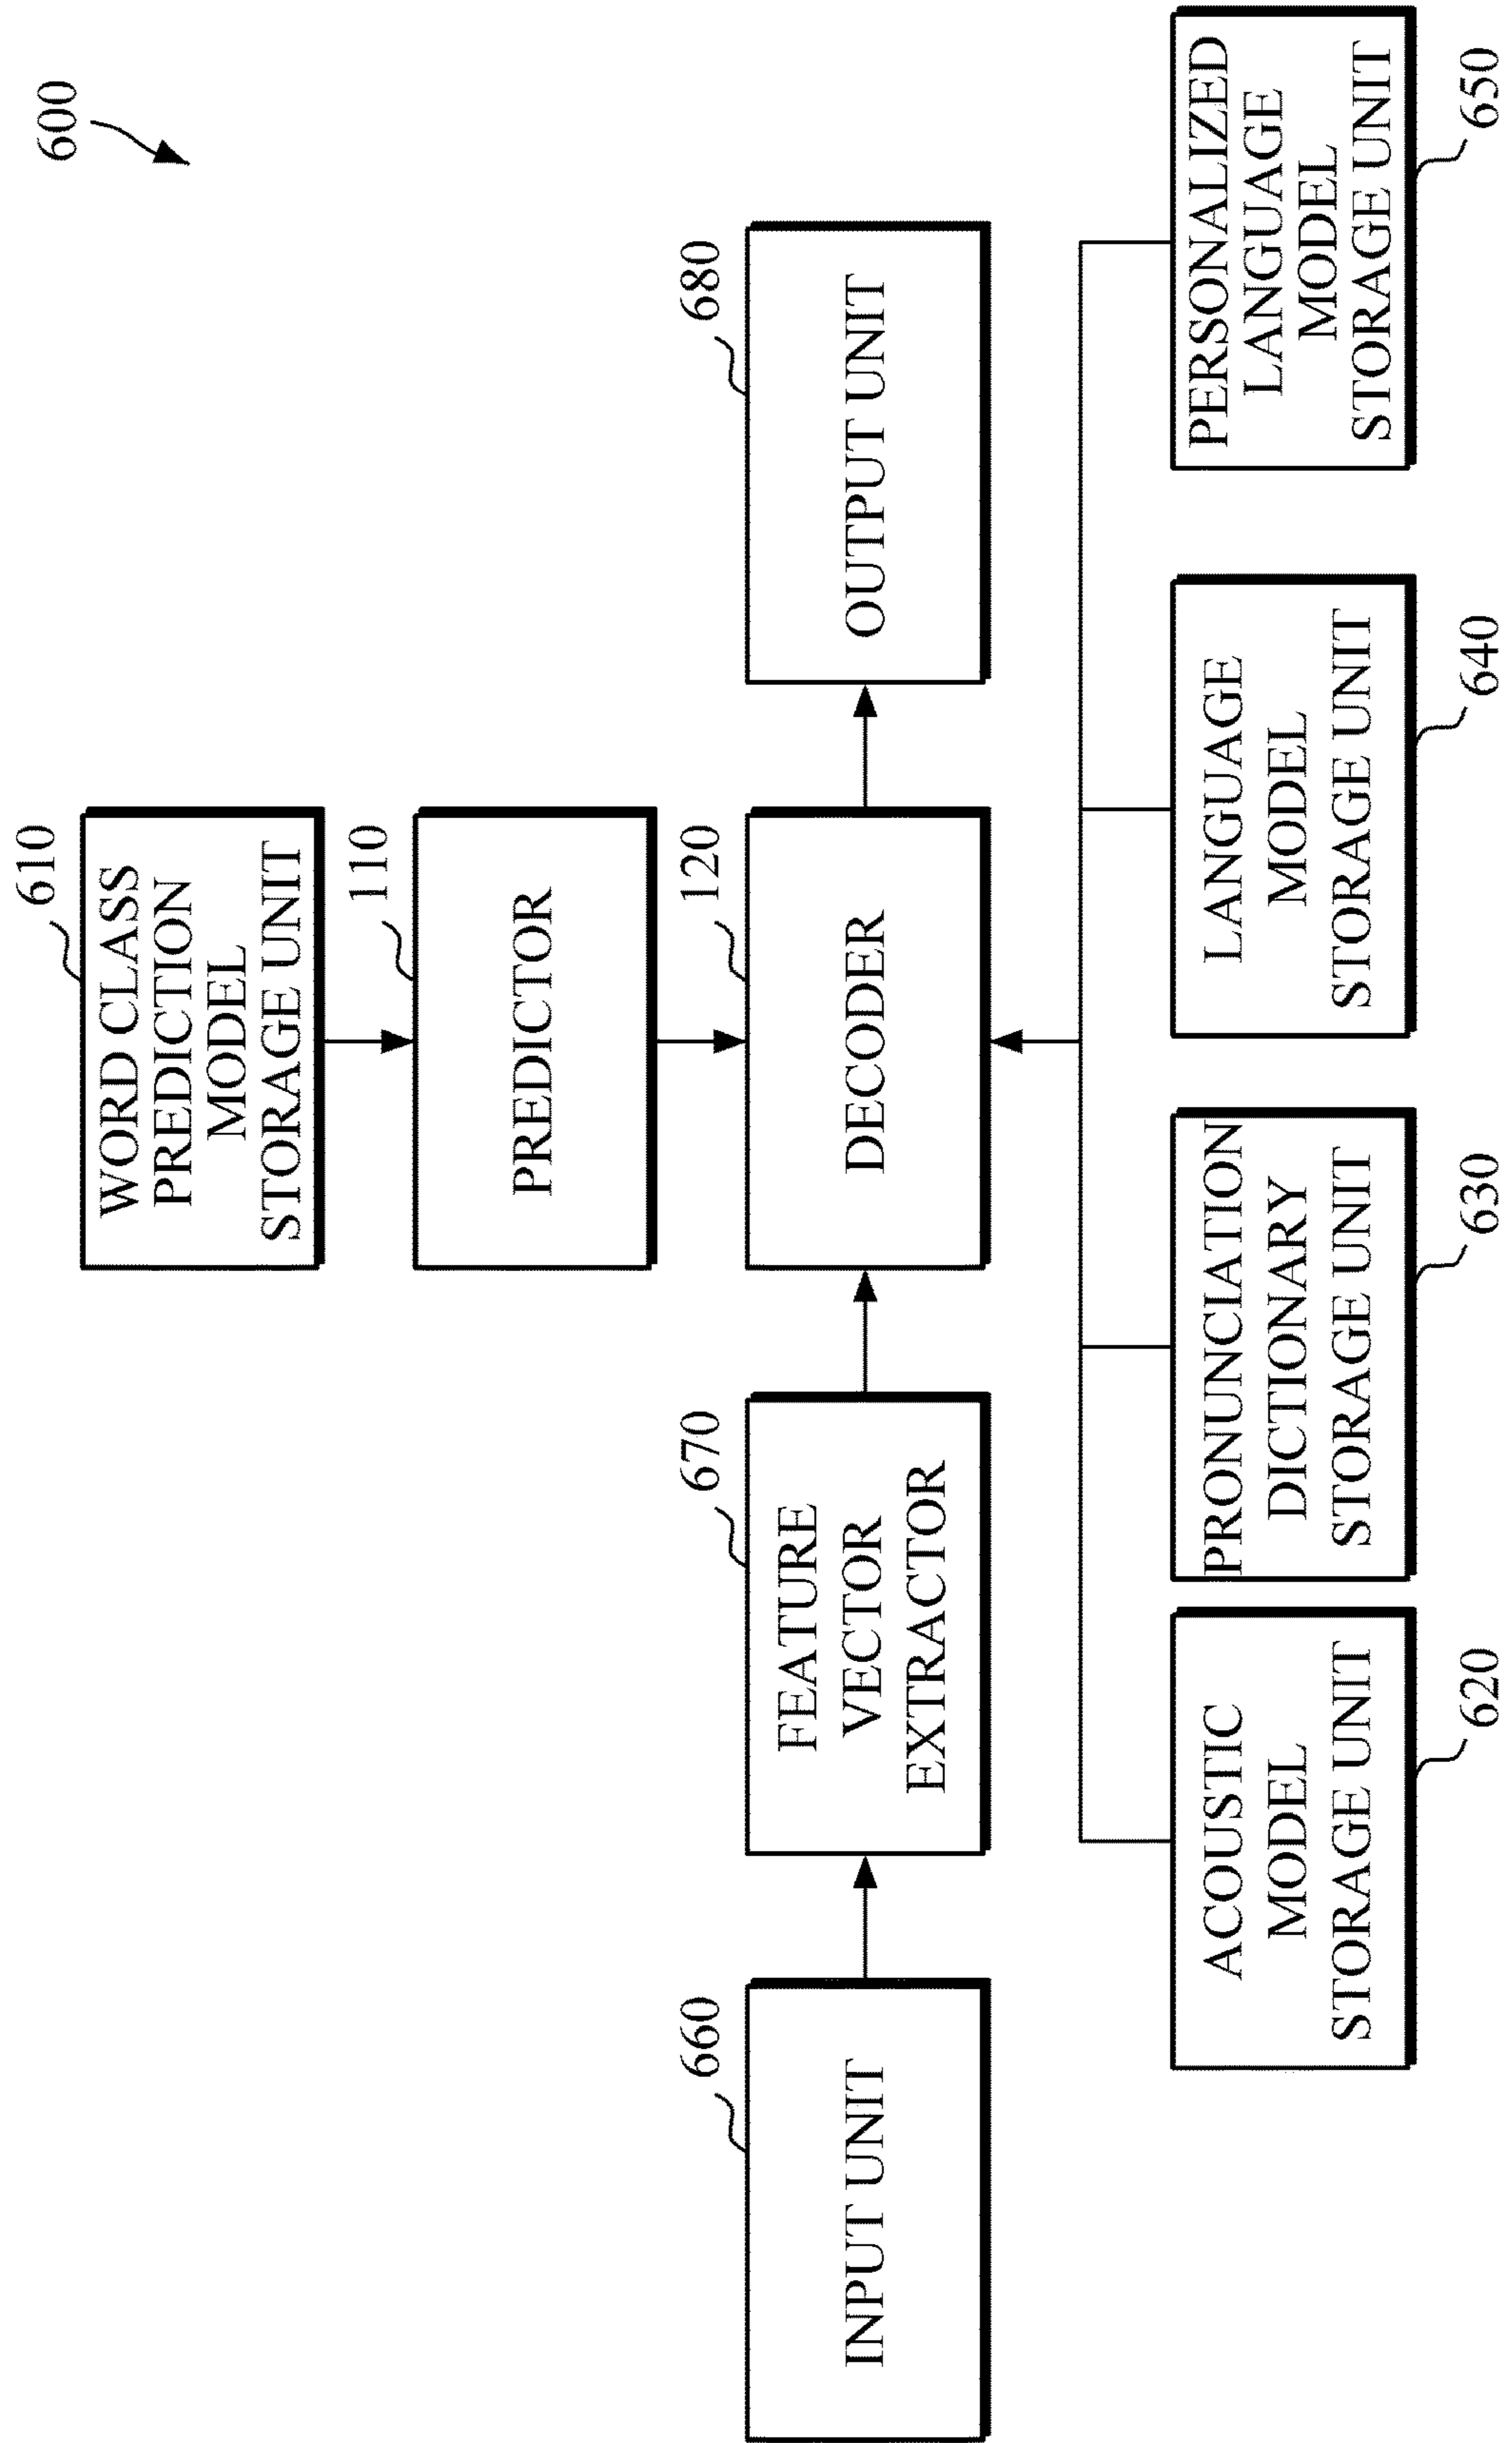 600
610
WORD CLASS
PREDICTION
MODEL
STORAGE UNIT
110
PREDICTOR
660
INPUT UNIT
670
FEATURE
VECTOR
EXTRACTOR
120
DECODER
680
OUTPUT UNIT
ACOUSTIC
MODEL
STORAGE UNIT
620
PRONUNCIATION
DICTIONARY
STORAGE UNIT
630
LANGUAGE
MODEL
STORAGE UNIT
640
PERSONALIZED
LANGUAGE
MODEL
STORAGE UNIT
650